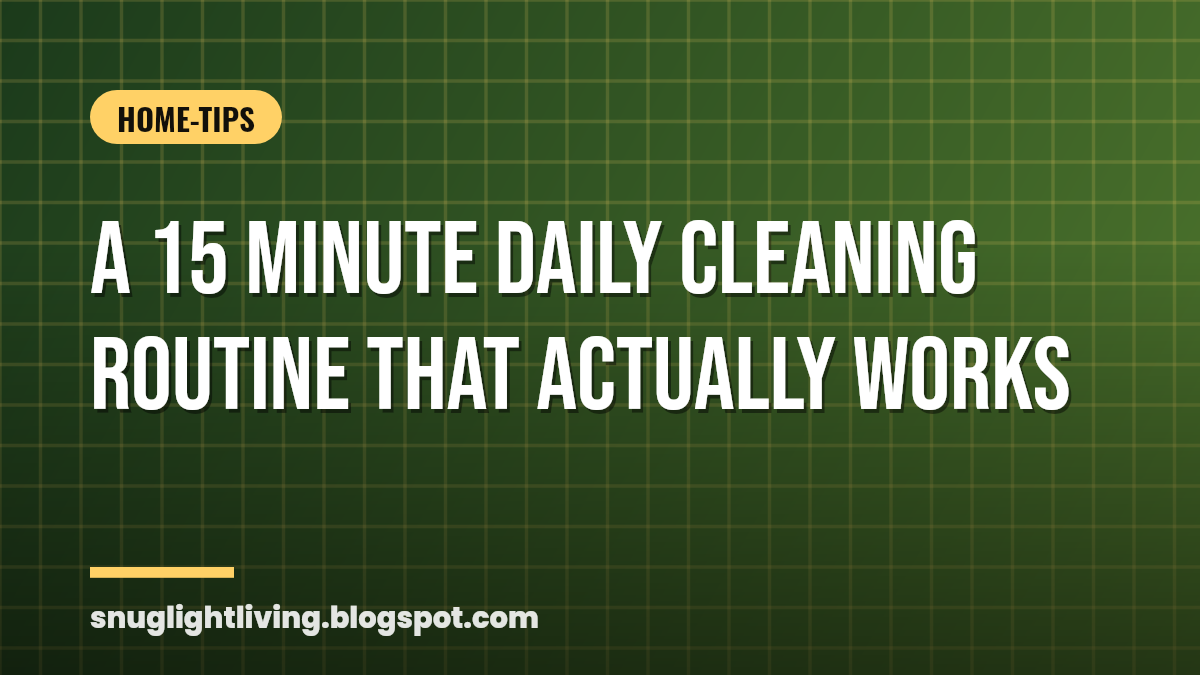 HOME-TIPS
A 15 MINUTE DAILY CLEANING
ROUTINE THAT ACTUALLY WORKS
snuglightliving.blogspot.com